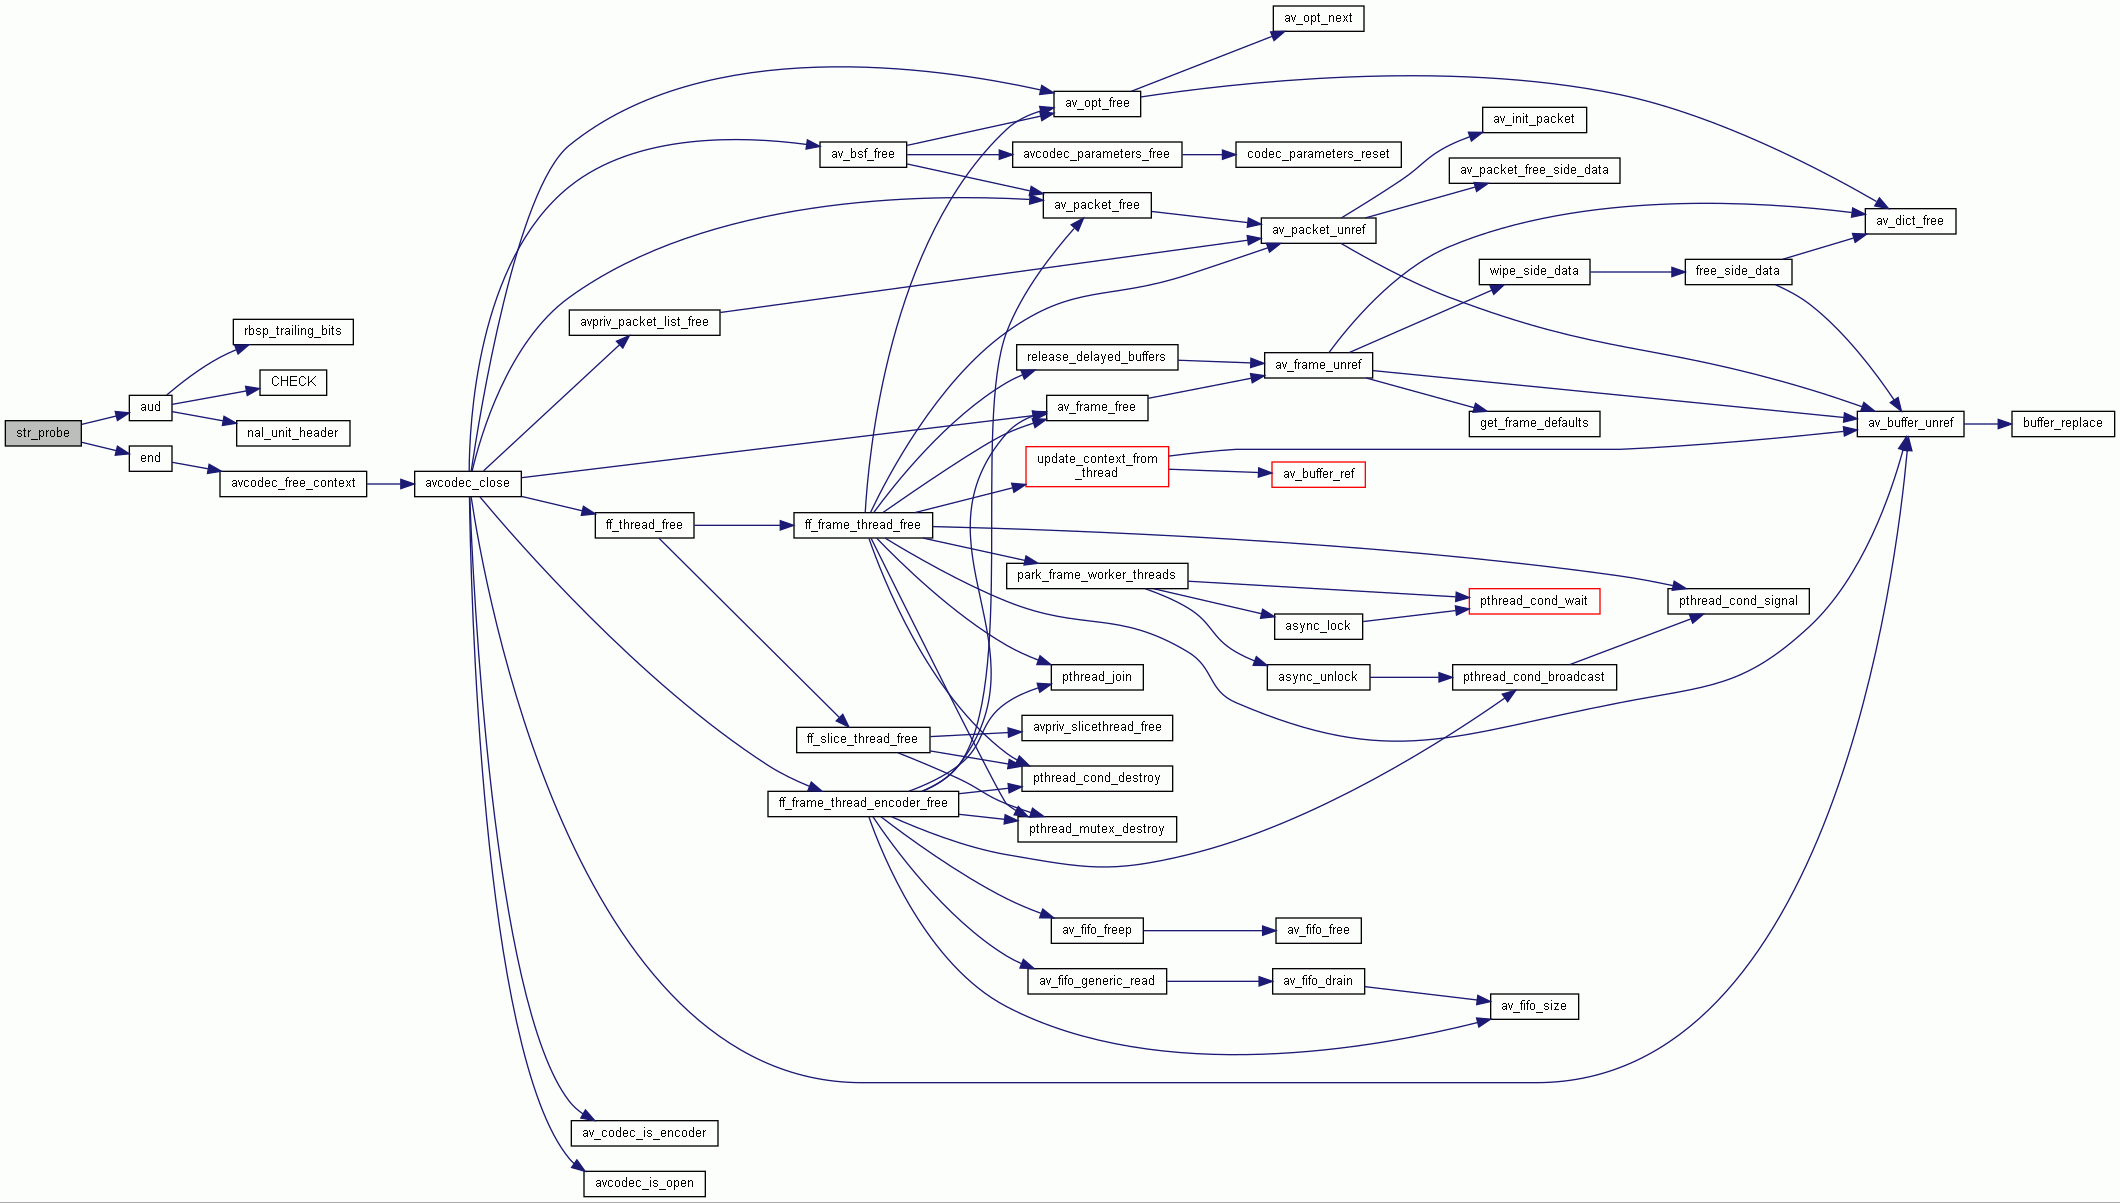 av_opt_next
av_opt_free
av_init_packet
av_bsf_free
avcodec_parameters_free
codec_parameters_reset
av_packet_free_side_data
av_packet_free
av_dict_free
av_packet_unref
wipe_side_data
free_side_data
avpriv_packet_list_free
rbsp_trailing_bits
release_delayed_buffers
av_frame_unref
CHECK
aud
av_frame_free
str_probe
nal_unit_header
get_frame_defaults
av_buffer_unref
buffer_replace
end
update_context_from
_thread
av_buffer_ref
avcodec_free_context
avcodec_close
ff_thread_free
ff_frame_thread_free
park_frame_worker_threads
pthread_cond_wait
pthread_cond_signal
async_lock
pthread_join
async_unlock
pthread_cond_broadcast
avpriv_slicethread_free
ff_slice_thread_free
pthread_cond_destroy
ff_frame_thread_encoder_free
pthread_mutex_destroy
av_fifo_freep
av_fifo_free
av_fifo_generic_read
av_fifo_drain
av_fifo_size
av_codec_is_encoder
avcodec_is_open